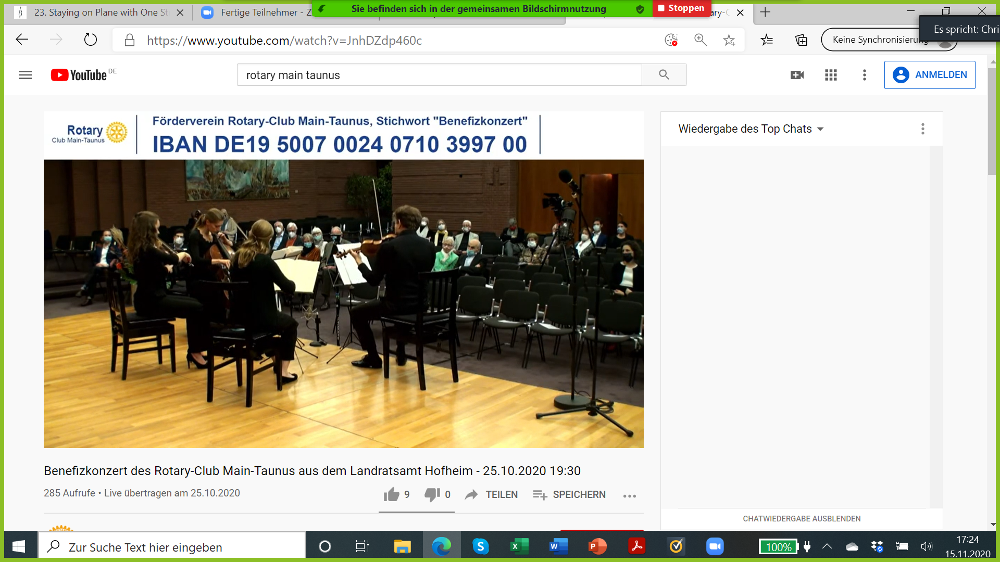 23. Staying on Plane with One St
Fertige Teilnehmer - Z
Sie befinden sich in der gemeinsamen Bildschirmnutzung
Stoppen
ary-C
Es spricht: Chri
https://www.youtube.com/watch?v=JnhDZdp460c
Keine Synchronisierung
YouTube DE
rotary main taunus
ANMELDEN
Rotary
Club Main-Taunus
Förderverein Rotary-Club Main-Taunus, Stichwort "Benefizkonzert"
IBAN DE19 5007 0024 0710 3997 00
Wiedergabe des Top Chats
Benefizkonzert des Rotary-Club Main-Taunus aus dem Landratsamt Hofheim - 25.10.2020 19:30
285 Aufrufe • Live übertragen am 25.10.2020
9
0
TEILEN
SPEICHERN
CHATWIEDERGABE AUSBLENDEN
Zur Suche Text hier eingeben
100%
17:24
15.11.2020